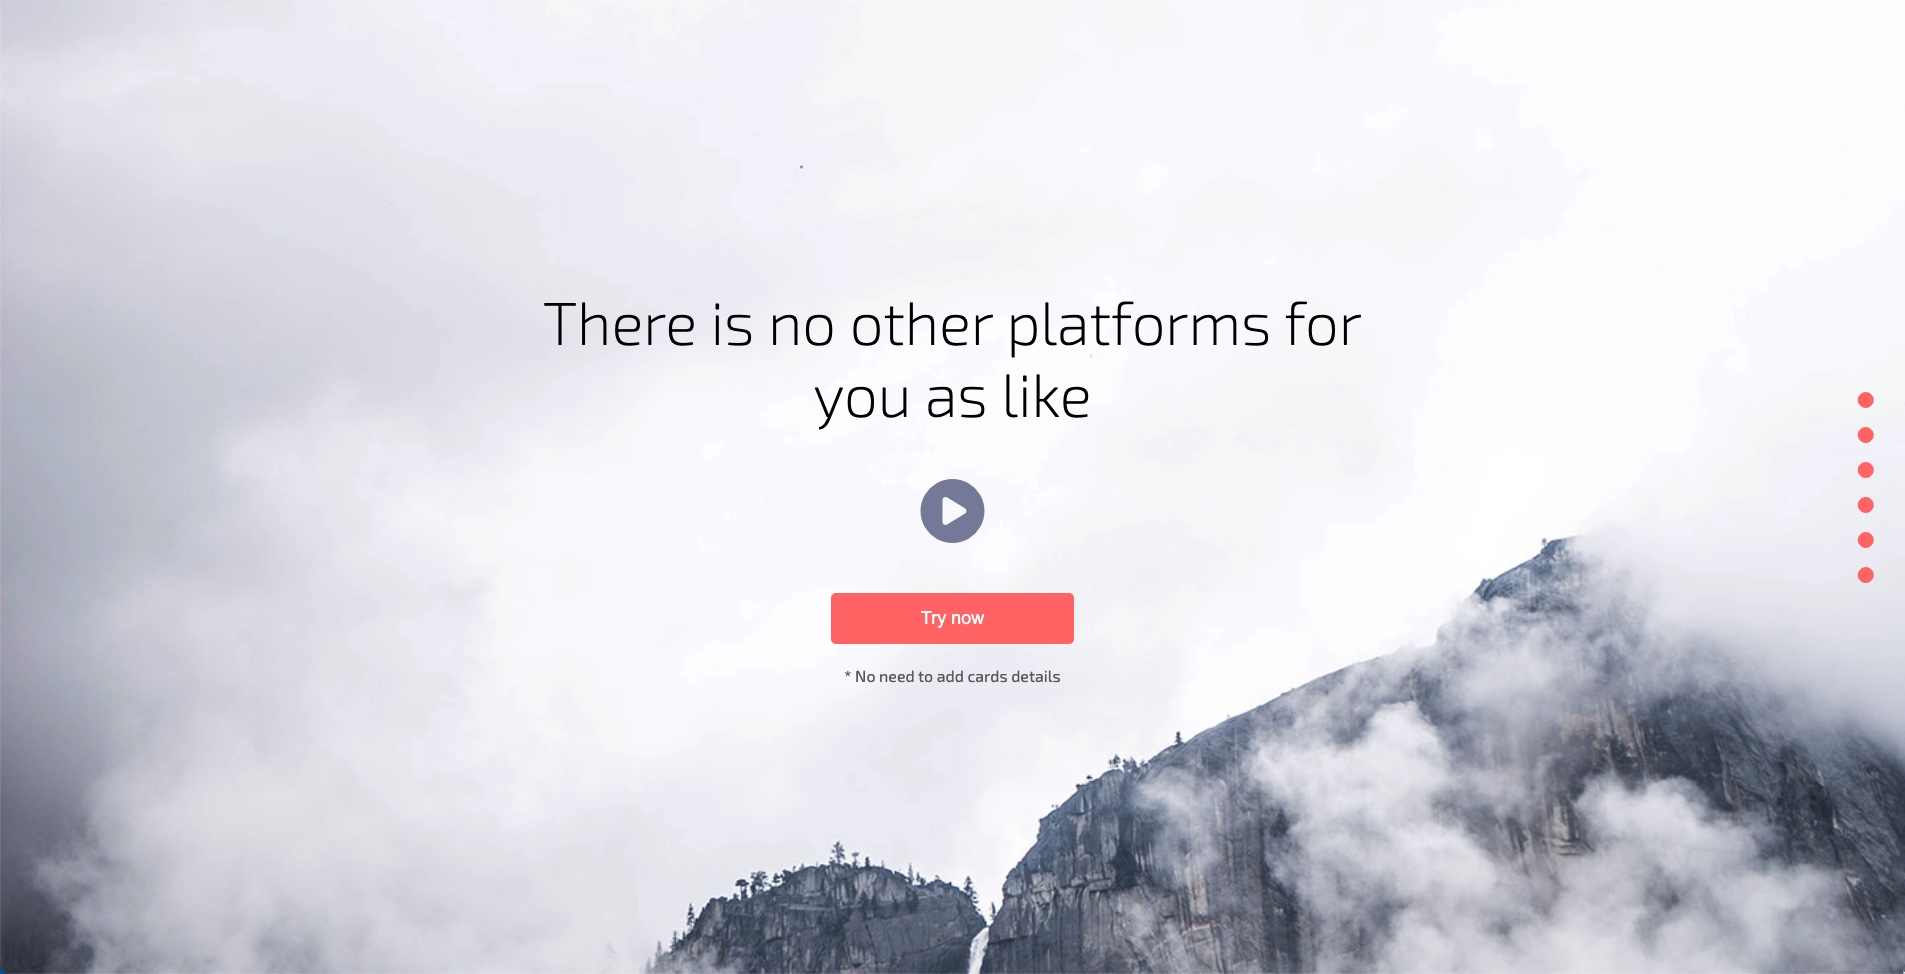 There is no other platforms for
you as like
Try now
* No need to add cards details